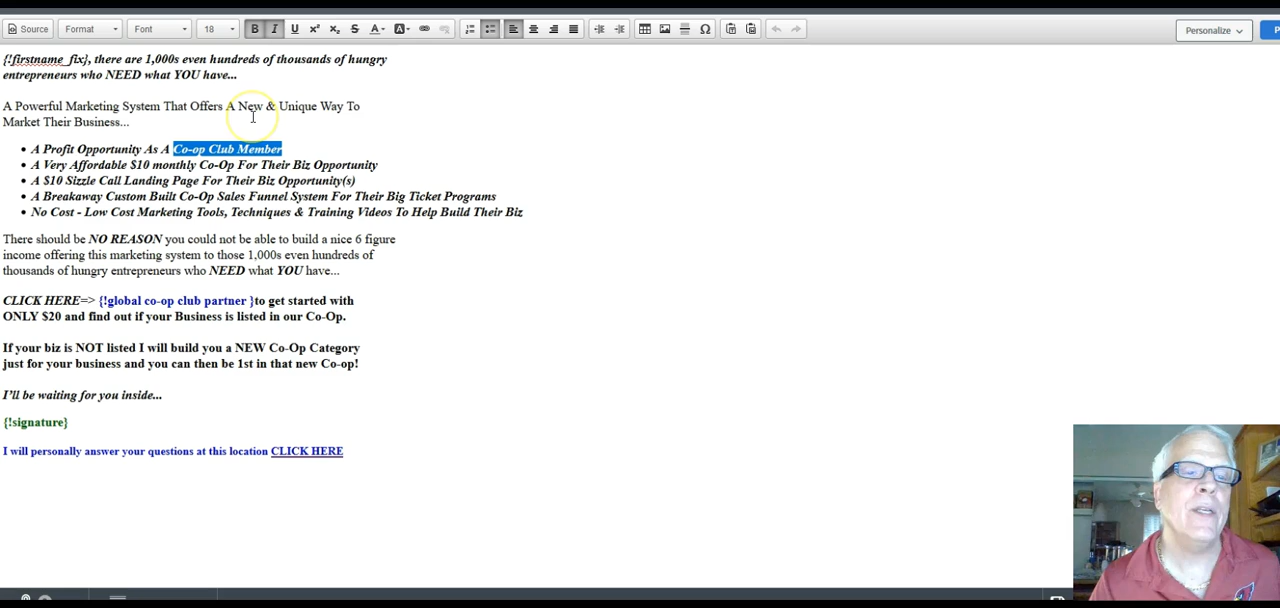 Source Format Font 18 B I U x² x₂ S A A Ω Personalize
{!firstname_fix}, there are 1,000s even hundreds of thousands of hungry
entrepreneurs who NEED what YOU have...
A Powerful Marketing System That Offers A New & Unique Way To
Market Their Business...
• A Profit Opportunity As A Co-op Club Member
• A Very Affordable $10 monthly Co-Op For Their Biz Opportunity
• A $10 Sizzle Call Landing Page For Their Biz Opportunity(s)
• A Breakaway Custom Built Co-Op Sales Funnel System For Their Big Ticket Programs
• No Cost - Low Cost Marketing Tools, Techniques & Training Videos To Help Build Their Biz
There should be NO REASON you could not be able to build a nice 6 figure
income offering this marketing system to those 1,000s even hundreds of
thousands of hungry entrepreneurs who NEED what YOU have...
CLICK HERE=> {!global co-op club partner }to get started with
ONLY $20 and find out if your Business is listed in our Co-Op.
If your biz is NOT listed I will build you a NEW Co-Op Category
just for your business and you can then be 1st in that new Co-op!
I'll be waiting for you inside...
{!signature}
I will personally answer your questions at this location CLICK HERE